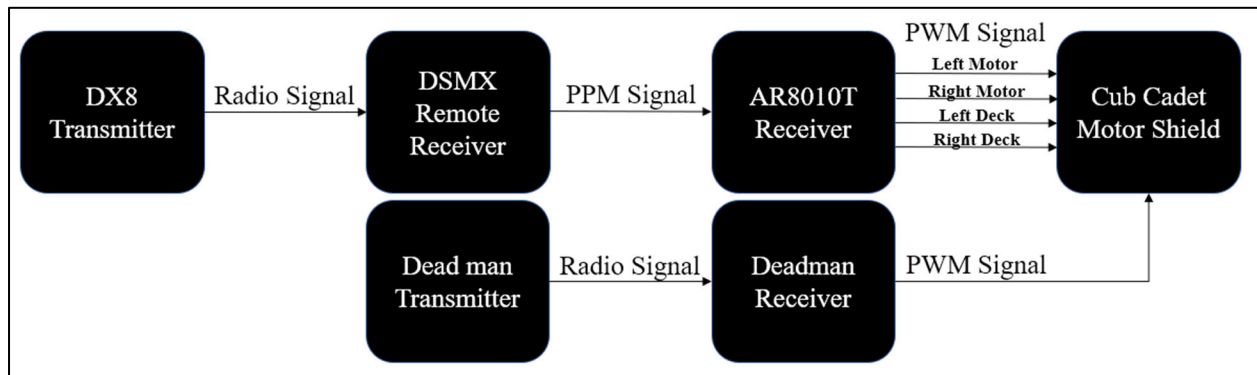 DX8
Transmitter
Radio Signal
DSMX
Remote
Receiver
PPM Signal
AR8010T
Receiver
PWM Signal
Left Motor
Right Motor
Left Deck
Right Deck
Cub Cadet
Motor Shield
Dead man
Transmitter
Radio Signal
Deadman
Receiver
PWM Signal